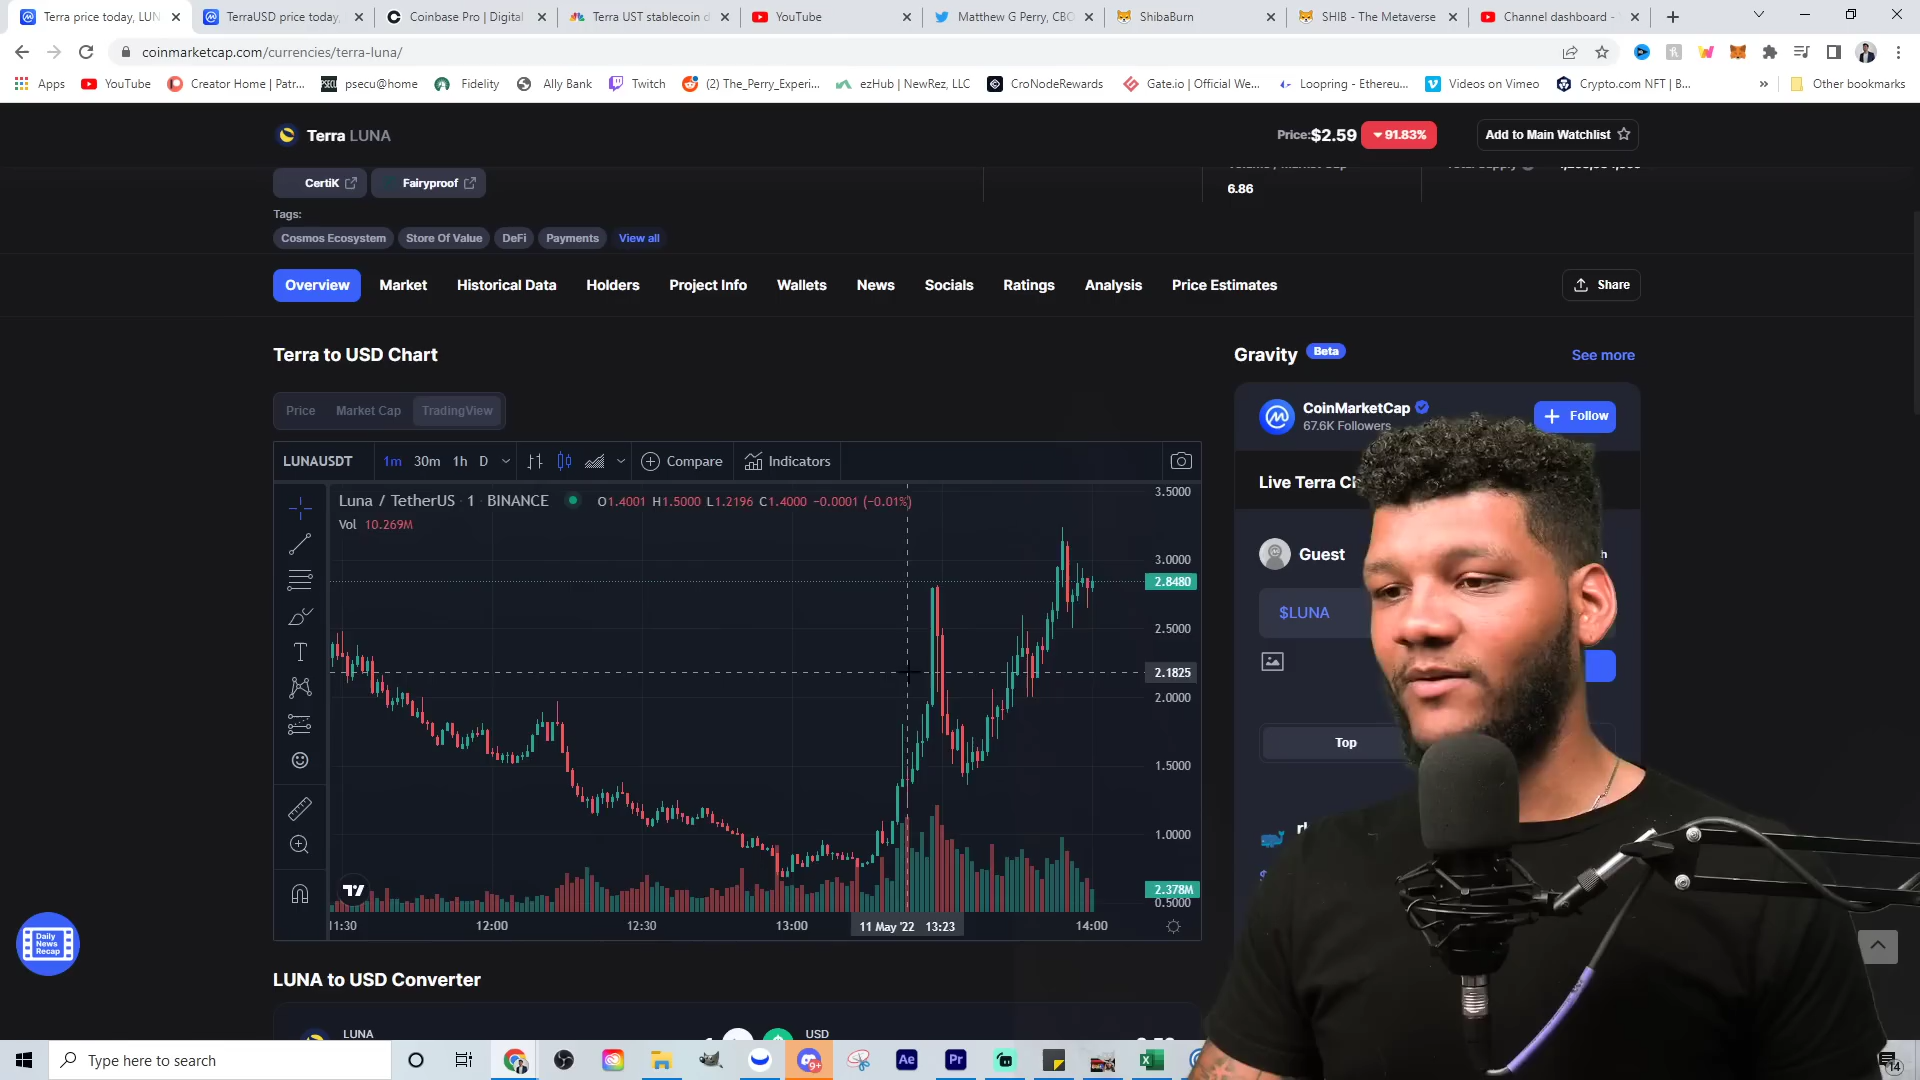 Terra price today, LUN
TerraUSD price today,
Coinbase Pro | Digital
Terra UST stablecoin d
YouTube
Matthew G Perry, CBO
ShibaBurn
SHIB - The Metaverse
Channel dashboard -
coinmarketcap.com/currencies/terra-luna/
Apps
YouTube
Creator Home | Patr...
PSECU
psecu@home
Fidelity
Ally Bank
Twitch
(2) The_Perry_Experi...
ezHub | NewRez, LLC
CroNodeRewards
Gate.io | Official We...
Loopring - Ethereu...
Videos on Vimeo
Crypto.com NFT | B...
»
Other bookmarks
Terra LUNA
Price:$2.59
91.83%
Add to Main Watchlist
CertiK
Fairyproof
6.86
Tags:
Cosmos Ecosystem
Store Of Value
DeFi
Payments
View all
Overview
Market
Historical Data
Holders
Project Info
Wallets
News
Socials
Ratings
Analysis
Price Estimates
Share
Terra to USD Chart
Gravity
Beta
See more
Price
Market Cap
TradingView
CoinMarketCap
67.6K Followers
Follow
LUNAUSDT
1m
30m
1h
D
Compare
Indicators
Live Terra C
Luna / TetherUS · 1 · BINANCE
O1.4001 H1.5000 L1.2196 C1.4000 −0.0001 (−0.01%)
Vol 10.269M
3.5000
3.0000
2.8480
2.5000
2.1825
2.0000
1.5000
1.0000
2.378M
0.5000
Guest
h
$LUNA
Top
11:30
12:00
12:30
13:00
11 May '22 13:23
14:00
Daily
News
Recap
LUNA to USD Converter
LUNA
USD
Type here to search
9+
Ae
Pr
14